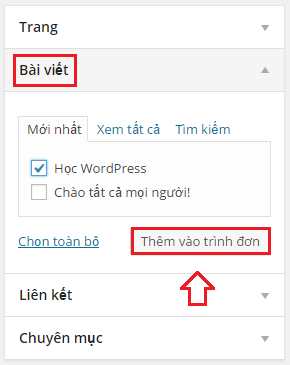 Trang
Bài viết
Mới nhất Xem tất cả Tìm kiếm
Học WordPress
Chào tất cả mọi người!
Chọn toàn bộ Thêm vào trình đơn
Liên kết
Chuyên mục